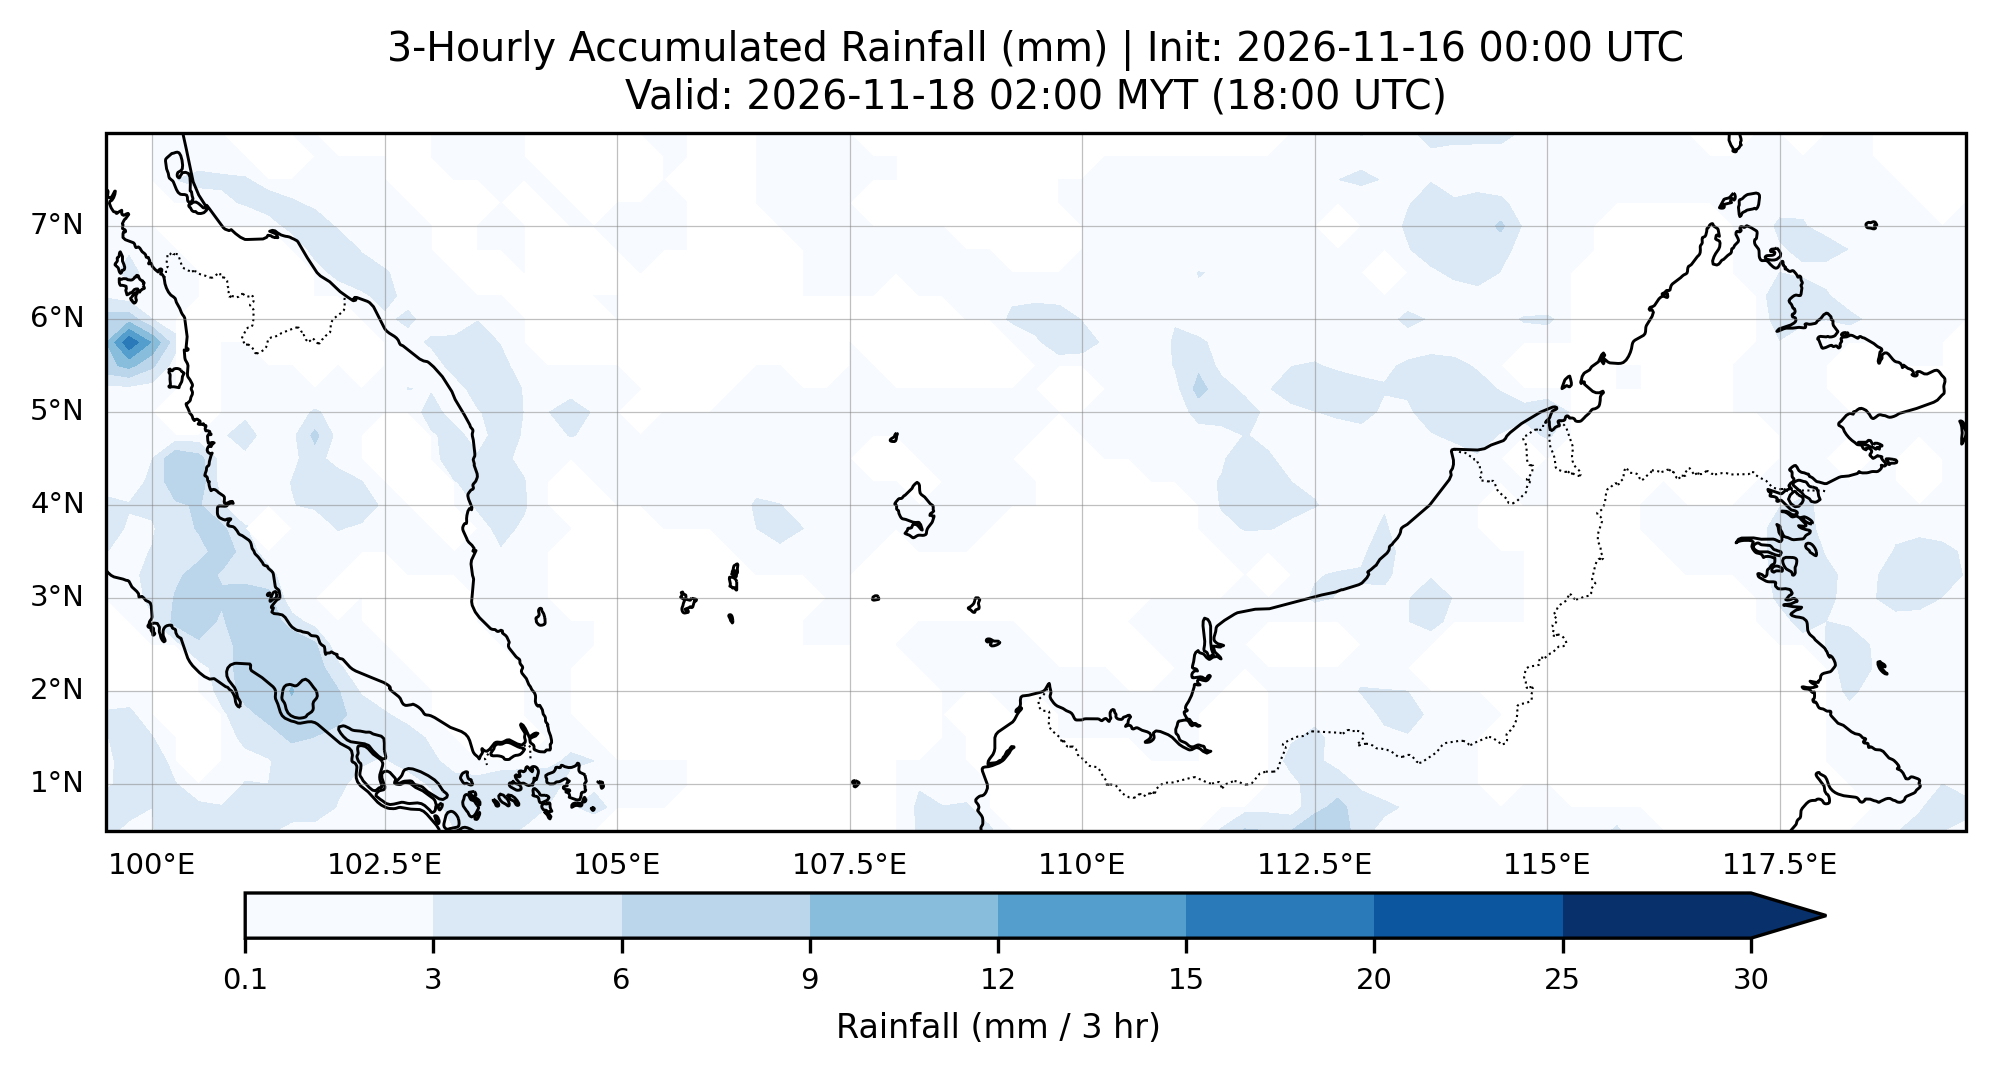 3-Hourly Accumulated Rainfall (mm) | Init: 2026-11-16 00:00 UTC
Valid: 2026-11-18 02:00 MYT (18:00 UTC)
7°N
6°N
5°N
4°N
3°N
2°N
1°N
100°E 102.5°E 105°E 107.5°E 110°E 112.5°E 115°E 117.5°E
0.1 3 6 9 12 15 20 25 30
Rainfall (mm / 3 hr)